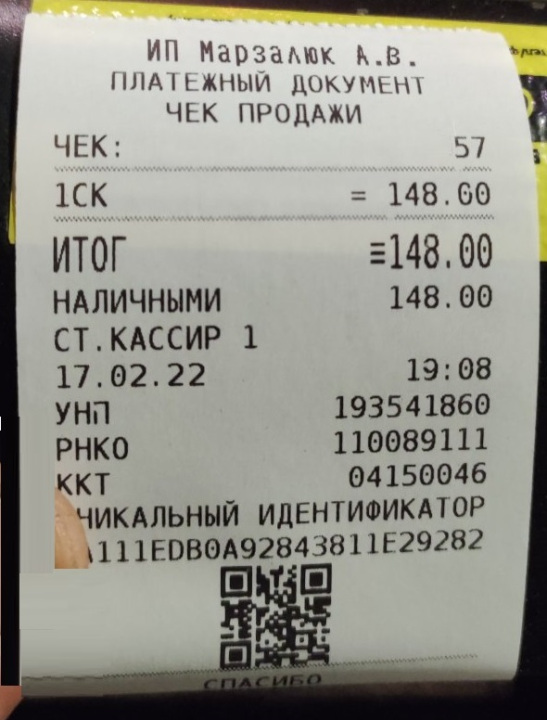 ИП Марзалюк А.В.
ПЛАТЕЖНЫЙ ДОКУМЕНТ
ЧЕК ПРОДАЖИ
ЧЕК: 57
1СК = 148.00
ИТОГ ≡148.00
НАЛИЧНЫМИ 148.00
СТ.КАССИР 1
17.02.22 19:08
УНП 193541860
РНКО 110089111
ККТ 04150046
НИКАЛЬНЫЙ ИДЕНТИФИКАТОР
A111EDB0A92843811E29282
СПАСИБО